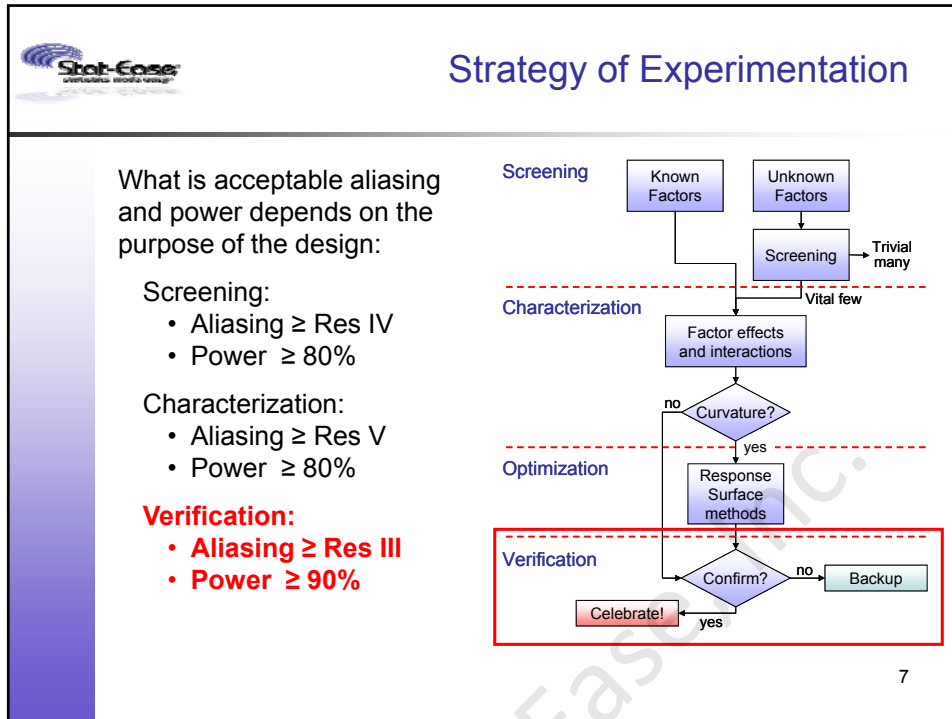 Stat-Ease
Strategy of Experimentation
What is acceptable aliasing
and power depends on the
purpose of the design:
Screening:
• Aliasing ≥ Res IV
• Power ≥ 80%
Characterization:
• Aliasing ≥ Res V
• Power ≥ 80%
Verification:
• Aliasing ≥ Res III
• Power ≥ 90%
Screening
Known
Factors
Unknown
Factors
Screening
Trivial
many
Vital few
Characterization
Factor effects
and interactions
no
Curvature?
yes
Optimization
Response
Surface
methods
Verification
Confirm?
no
Backup
Celebrate!
yes
Ease, Inc.
7